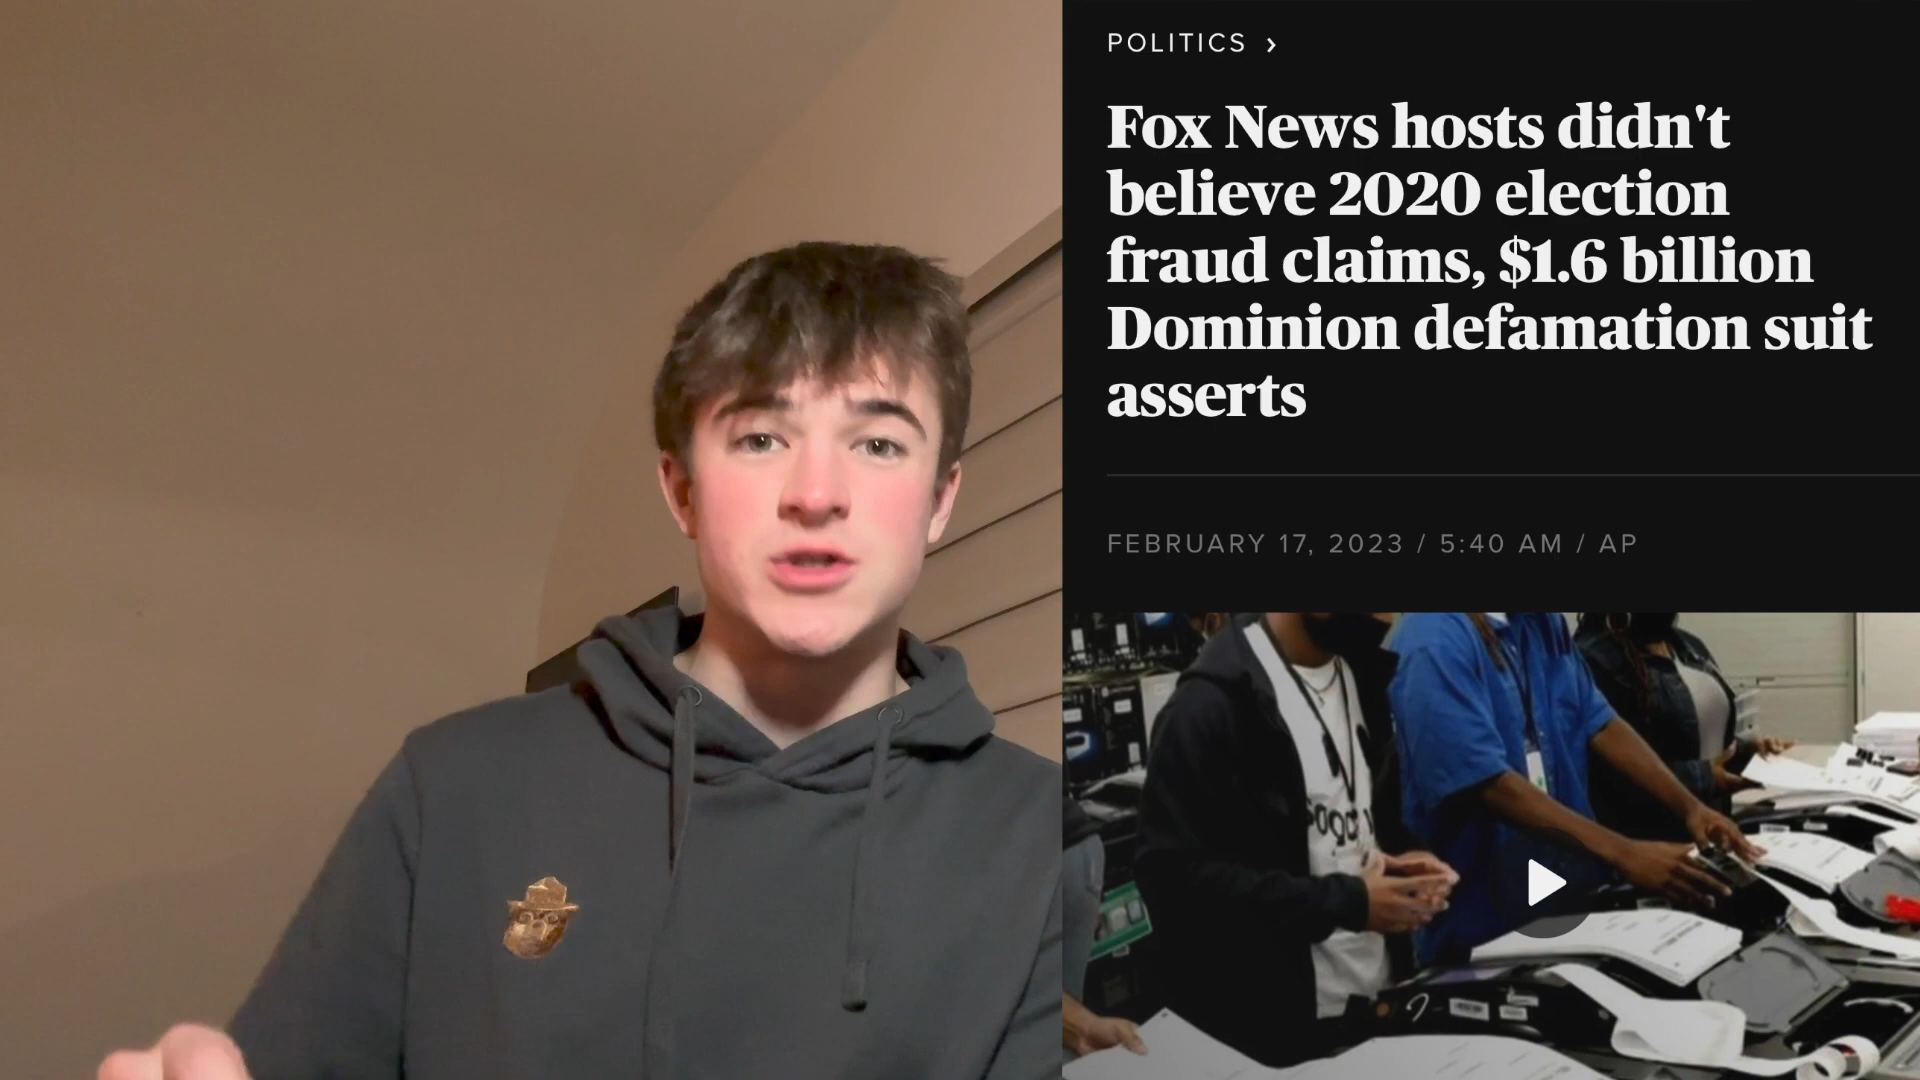 POLITICS ›
Fox News hosts didn't
believe 2020 election
fraud claims, $1.6 billion
Dominion defamation suit
asserts
FEBRUARY 17, 2023 / 5:40 AM / AP